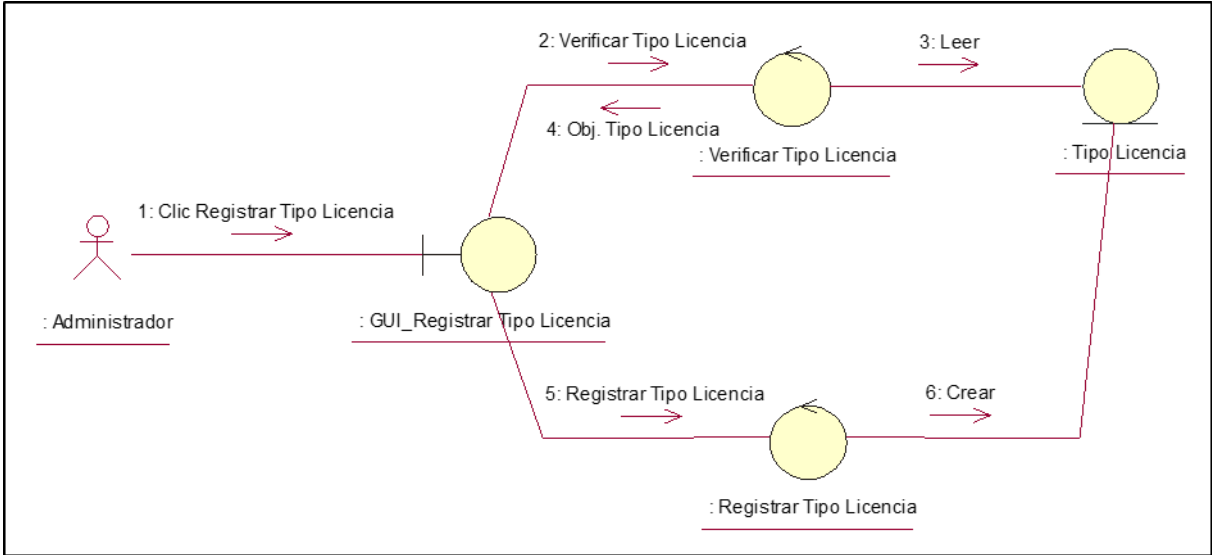 2: Verificar Tipo Licencia
3: Leer
4: Obj. Tipo Licencia
: Verificar Tipo Licencia
: Tipo Licencia
1: Clic Registrar Tipo Licencia
: Administrador
: GUI_Registrar Tipo Licencia
5: Registrar Tipo Licencia
6: Crear
: Registrar Tipo Licencia